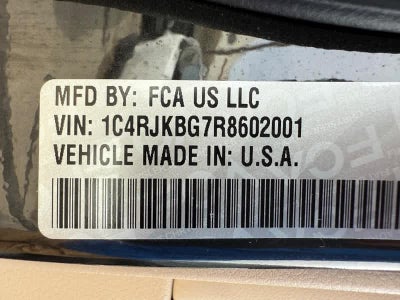 MFD BY: FCA US LLC
VIN: 1C4RJKBG7R8602001
VEHICLE MADE IN: U.S.A.